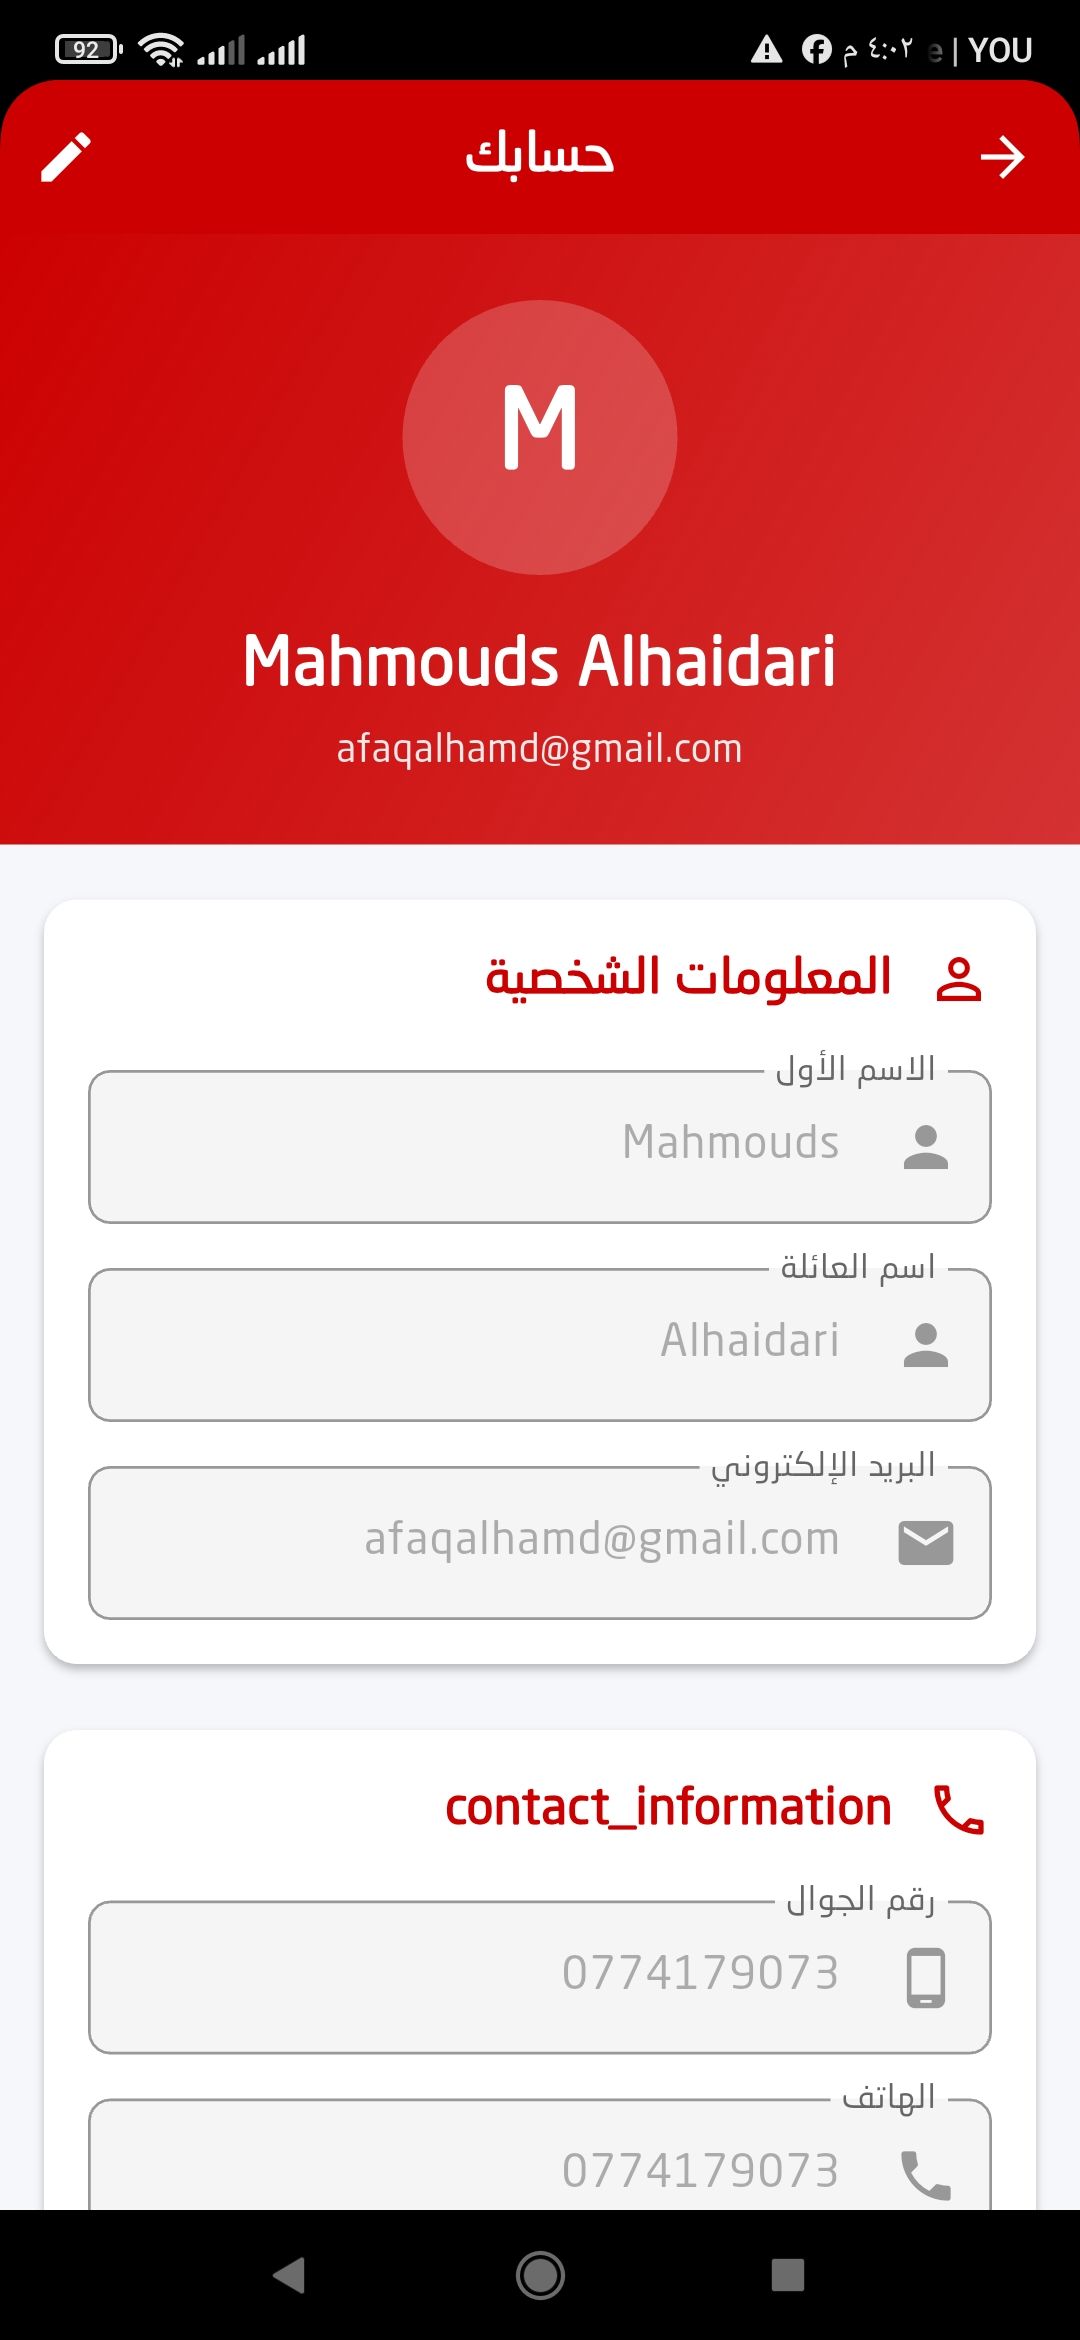 YOU | e ٤:٠٢ م 92
حسابك
M
Mahmouds Alhaidari
afaqalhamd@gmail.com
المعلومات الشخصية
الاسم الأول
Mahmouds
اسم العائلة
Alhaidari
البريد الإلكتروني
afaqalhamd@gmail.com
contact_information
رقم الجوال
0774179073
الهاتف
0774179073